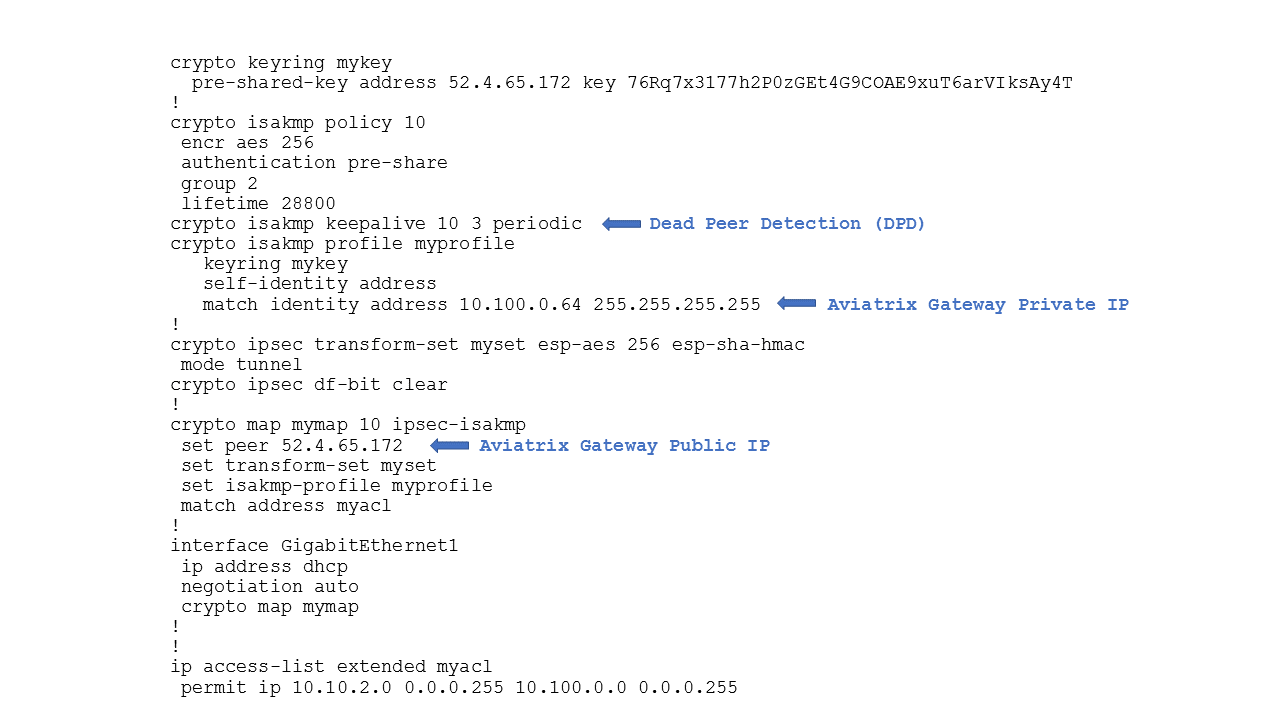 crypto keyring mykey
  pre-shared-key address 52.4.65.172 key 76Rq7x3177h2P0zGEt4G9COAE9xuT6arVIksAy4T
!
crypto isakmp policy 10
 encr aes 256
 authentication pre-share
 group 2
 lifetime 28800
crypto isakmp keepalive 10 3 periodic Dead Peer Detection (DPD)
crypto isakmp profile myprofile
   keyring mykey
   self-identity address
   match identity address 10.100.0.64 255.255.255.255 Aviatrix Gateway Private IP
!
crypto ipsec transform-set myset esp-aes 256 esp-sha-hmac
 mode tunnel
crypto ipsec df-bit clear
!
crypto map mymap 10 ipsec-isakmp
 set peer 52.4.65.172 Aviatrix Gateway Public IP
 set transform-set myset
 set isakmp-profile myprofile
 match address myacl
!
interface GigabitEthernet1
 ip address dhcp
 negotiation auto
 crypto map mymap
!
!
ip access-list extended myacl
 permit ip 10.10.2.0 0.0.0.255 10.100.0.0 0.0.0.255